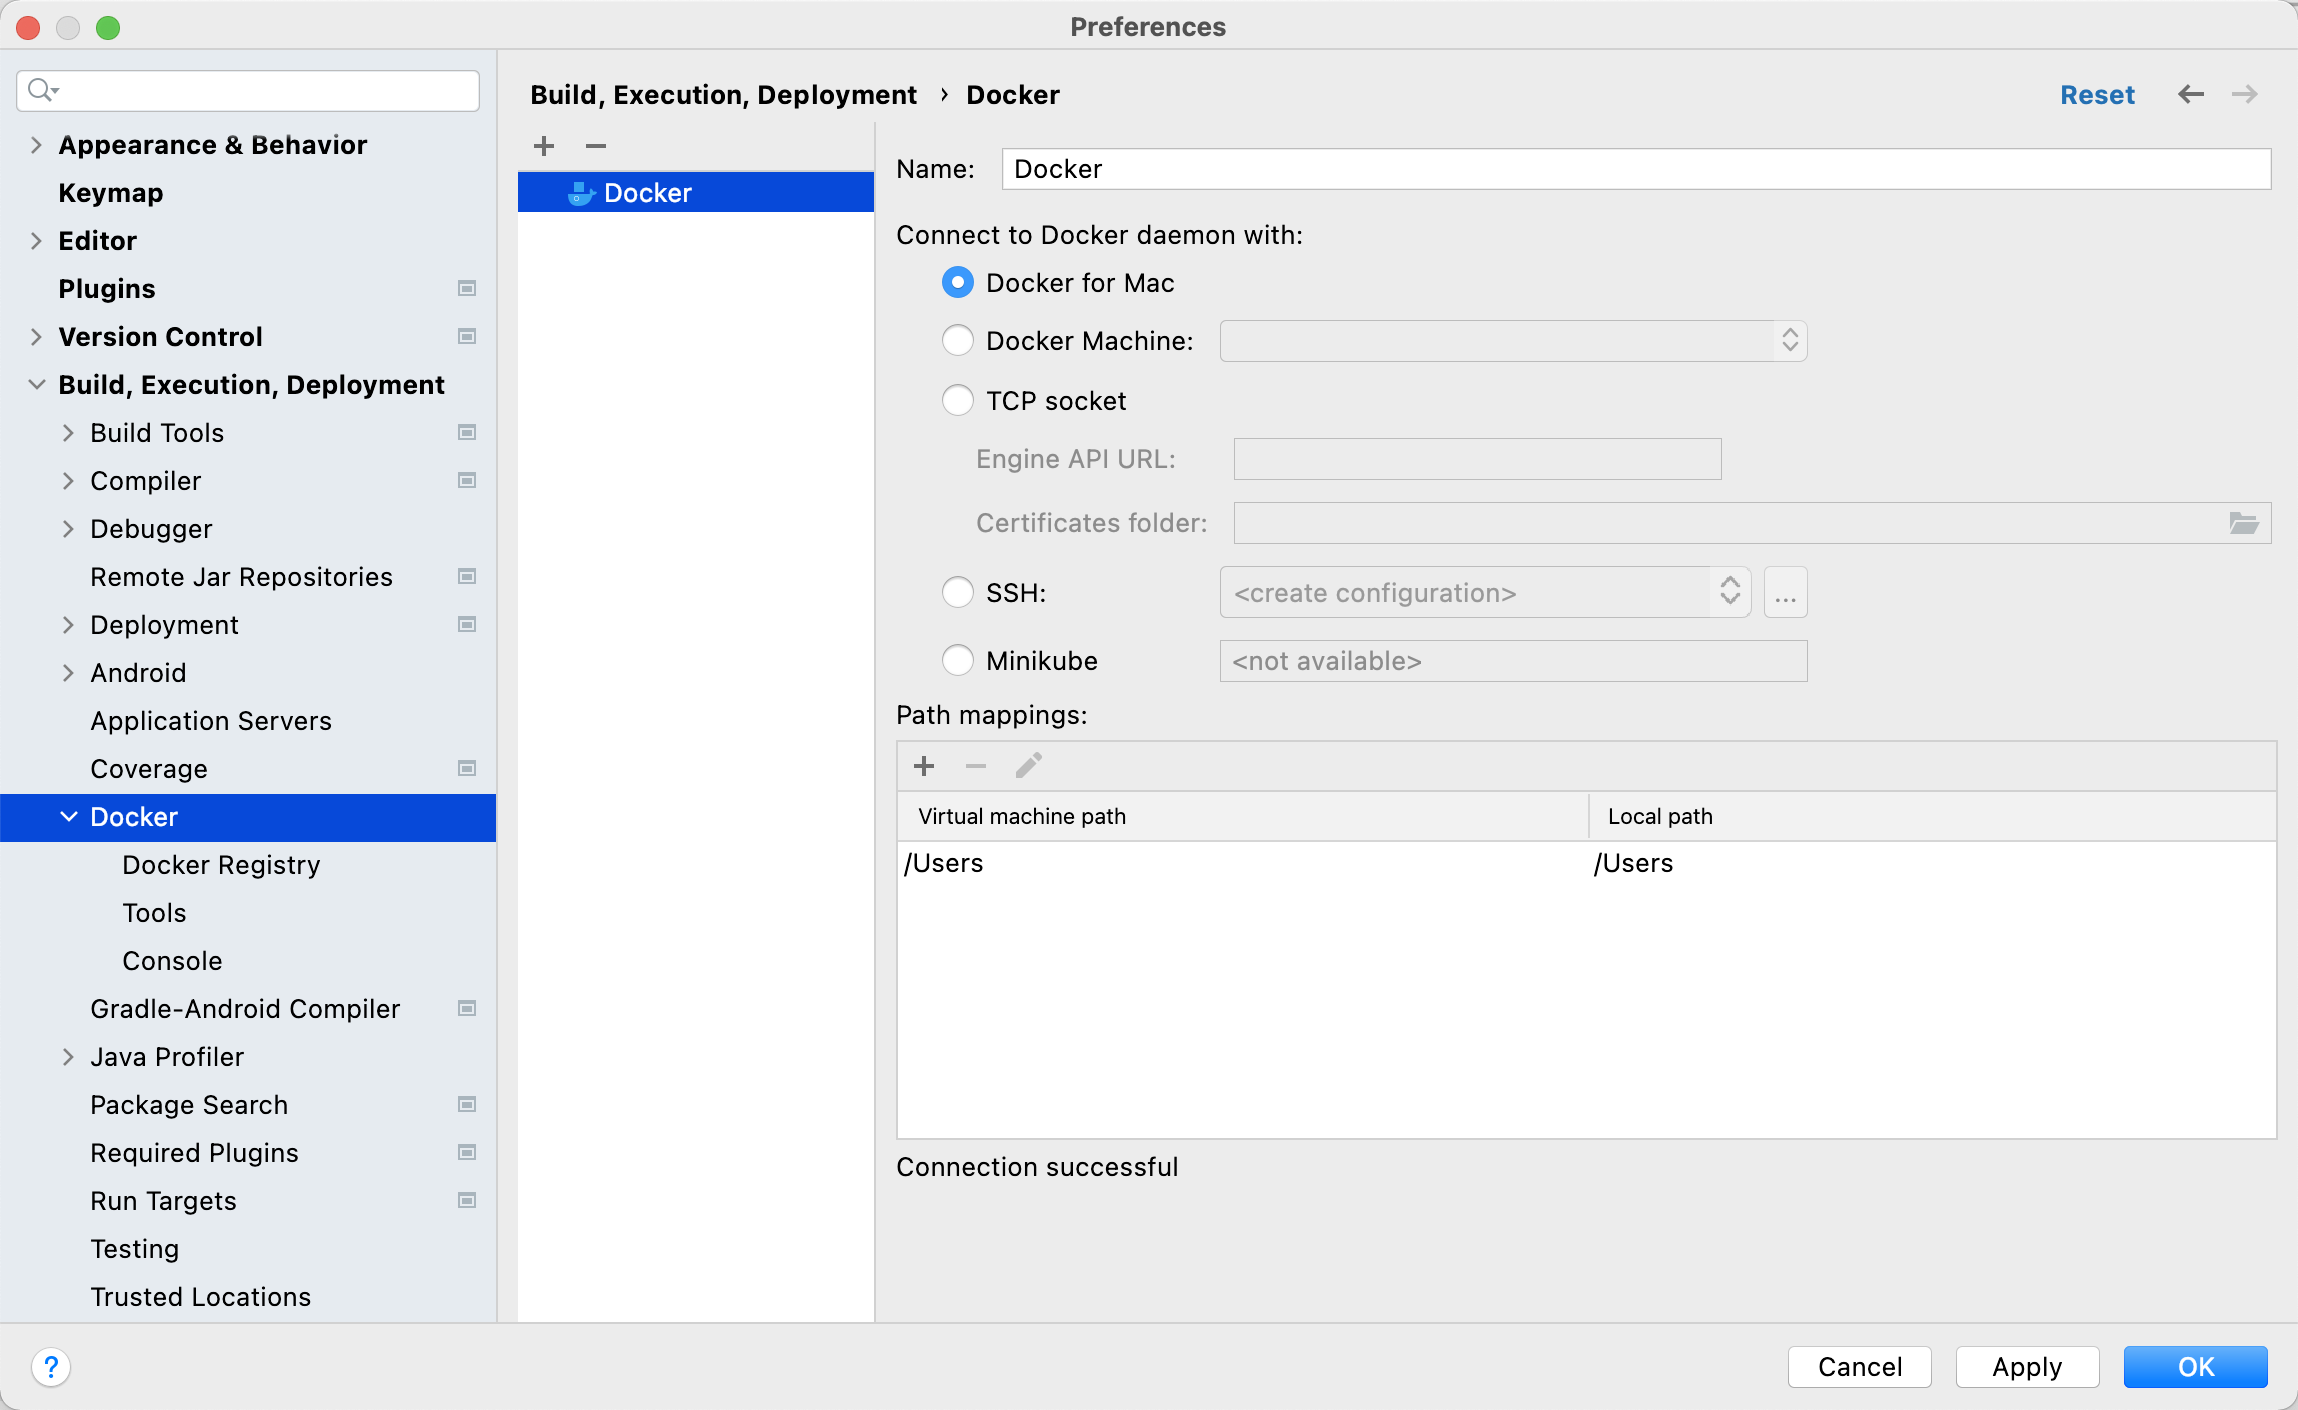 Preferences
Appearance & Behavior
Keymap
Editor
Plugins
Version Control
Build, Execution, Deployment
Build Tools
Compiler
Debugger
Remote Jar Repositories
Deployment
Android
Application Servers
Coverage
Docker
Docker Registry
Tools
Console
Gradle-Android Compiler
Java Profiler
Package Search
Required Plugins
Run Targets
Testing
Trusted Locations
Build, Execution, Deployment › Docker
Reset
Docker
Name: Docker
Connect to Docker daemon with:
Docker for Mac
Docker Machine:
TCP socket
Engine API URL:
Certificates folder:
SSH: <create configuration> ...
Minikube <not available>
Path mappings:
Virtual machine path Local path
/Users /Users
Connection successful
? Cancel Apply OK